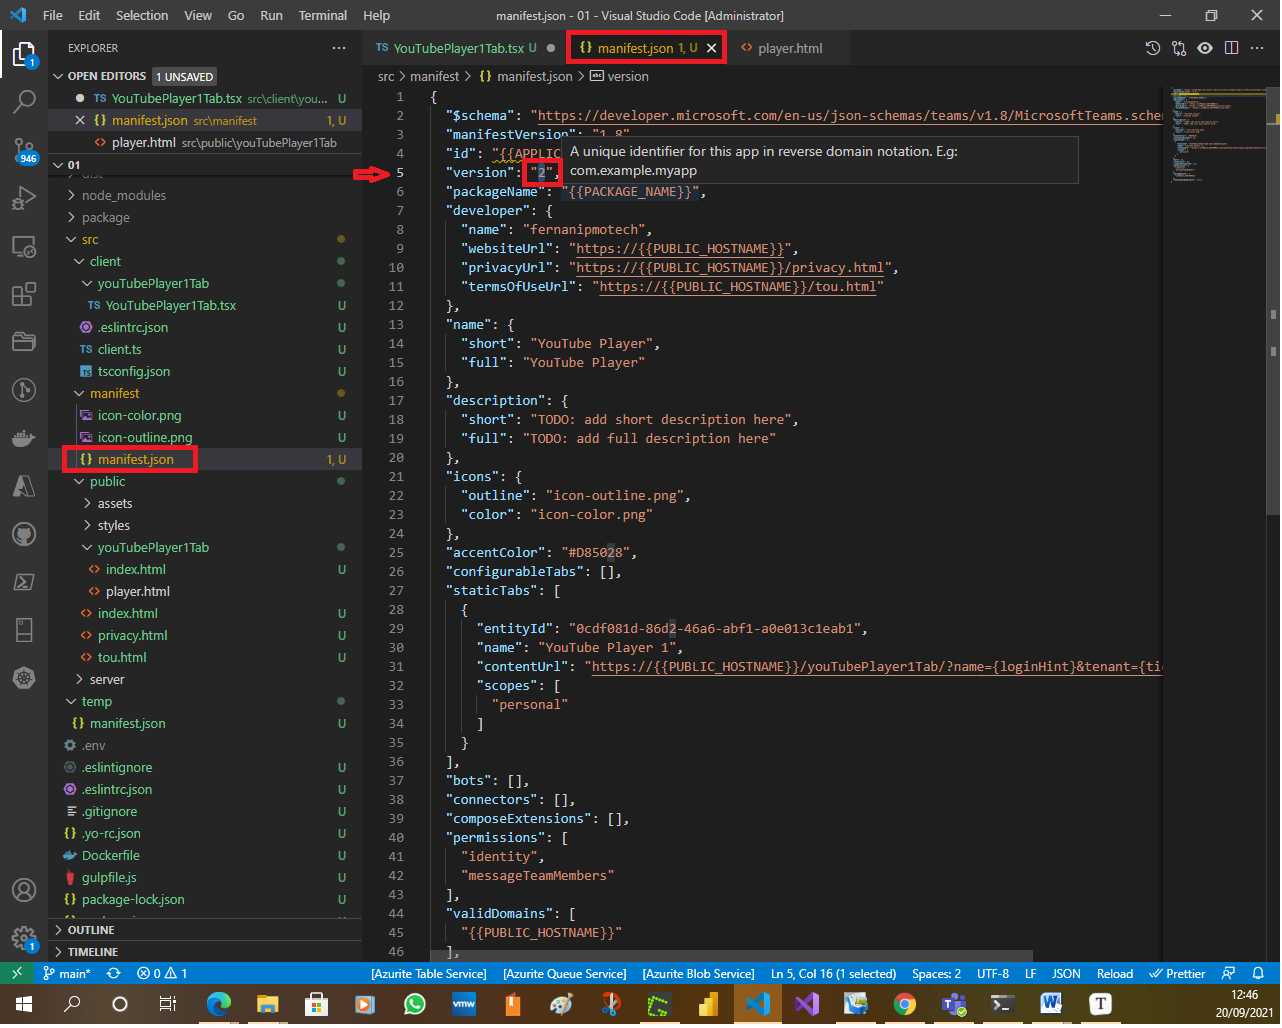 File Edit Selection View Go Run Terminal Help
manifest.json - 01 - Visual Studio Code [Administrator]
EXPLORER
OPEN EDITORS 1 UNSAVED
TS YouTubePlayer1Tab.tsx src\client\you... U
{} manifest.json src\manifest 1, U
<> player.html src\public\youTubePlayer1Tab
01
dist
node_modules
package
src
client
youTubePlayer1Tab
TS YouTubePlayer1Tab.tsx U
.eslintrc.json U
TS client.ts U
TS tsconfig.json U
manifest
icon-color.png U
icon-outline.png U
{} manifest.json 1, U
public
assets
styles
youTubePlayer1Tab
<> index.html U
<> player.html
<> index.html U
<> privacy.html U
<> tou.html U
server
temp
{} manifest.json U
.env
.eslintignore U
.eslintrc.json U
.gitignore U
{} .yo-rc.json U
Dockerfile U
gulpfile.js U
{} package-lock.json U
OUTLINE
TIMELINE
1
946
1
TS YouTubePlayer1Tab.tsx U
{} manifest.json 1, U
<> player.html
src > manifest > {} manifest.json > abc version
1 {
2 "$schema": "https://developer.microsoft.com/en-us/json-schemas/teams/v1.8/MicrosoftTeams.schem
3 "manifestVersion": "1.8"
4 "id": "{{APPLIC
A unique identifier for this app in reverse domain notation. E.g:
com.example.myapp
5 "version": "2",
6 "packageName": "{{PACKAGE_NAME}}",
7 "developer": {
8 "name": "fernanipmotech",
9 "websiteUrl": "https://{{PUBLIC_HOSTNAME}}",
10 "privacyUrl": "https://{{PUBLIC_HOSTNAME}}/privacy.html",
11 "termsOfUseUrl": "https://{{PUBLIC_HOSTNAME}}/tou.html"
12 },
13 "name": {
14 "short": "YouTube Player",
15 "full": "YouTube Player"
16 },
17 "description": {
18 "short": "TODO: add short description here",
19 "full": "TODO: add full description here"
20 },
21 "icons": {
22 "outline": "icon-outline.png",
23 "color": "icon-color.png"
24 },
25 "accentColor": "#D85028",
26 "configurableTabs": [],
27 "staticTabs": [
28 {
29 "entityId": "0cdf081d-86d2-46a6-abf1-a0e013c1eab1",
30 "name": "YouTube Player 1",
31 "contentUrl": "https://{{PUBLIC_HOSTNAME}}/youTubePlayer1Tab/?name={loginHint}&tenant={tid
32 "scopes": [
33 "personal"
34 ]
35 }
36 ],
37 "bots": [],
38 "connectors": [],
39 "composeExtensions": [],
40 "permissions": [
41 "identity",
42 "messageTeamMembers"
43 ],
44 "validDomains": [
45 "{{PUBLIC_HOSTNAME}}"
46 ],
main* 0 1 [Azurite Table Service] [Azurite Queue Service] [Azurite Blob Service] Ln 5, Col 16 (1 selected) Spaces: 2 UTF-8 LF JSON Reload Prettier
vmw
W
T
12:46
20/09/2021